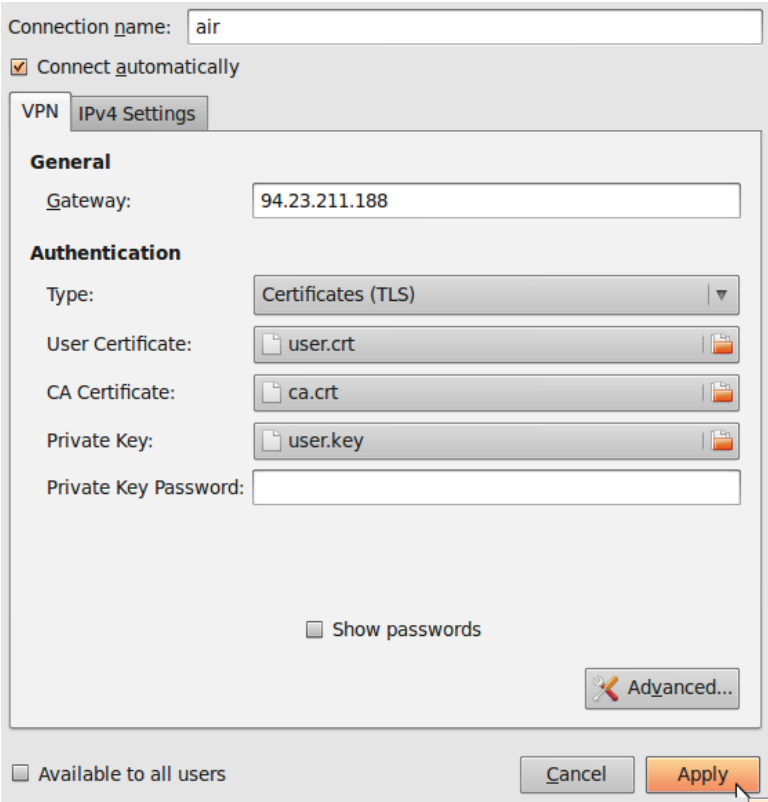 Connection name: air
Connect automatically
VPN IPv4 Settings
General
Gateway: 94.23.211.188
Authentication
Type: Certificates (TLS)
User Certificate: user.crt
CA Certificate: ca.crt
Private Key: user.key
Private Key Password:
Show passwords
Advanced...
Available to all users Cancel Apply